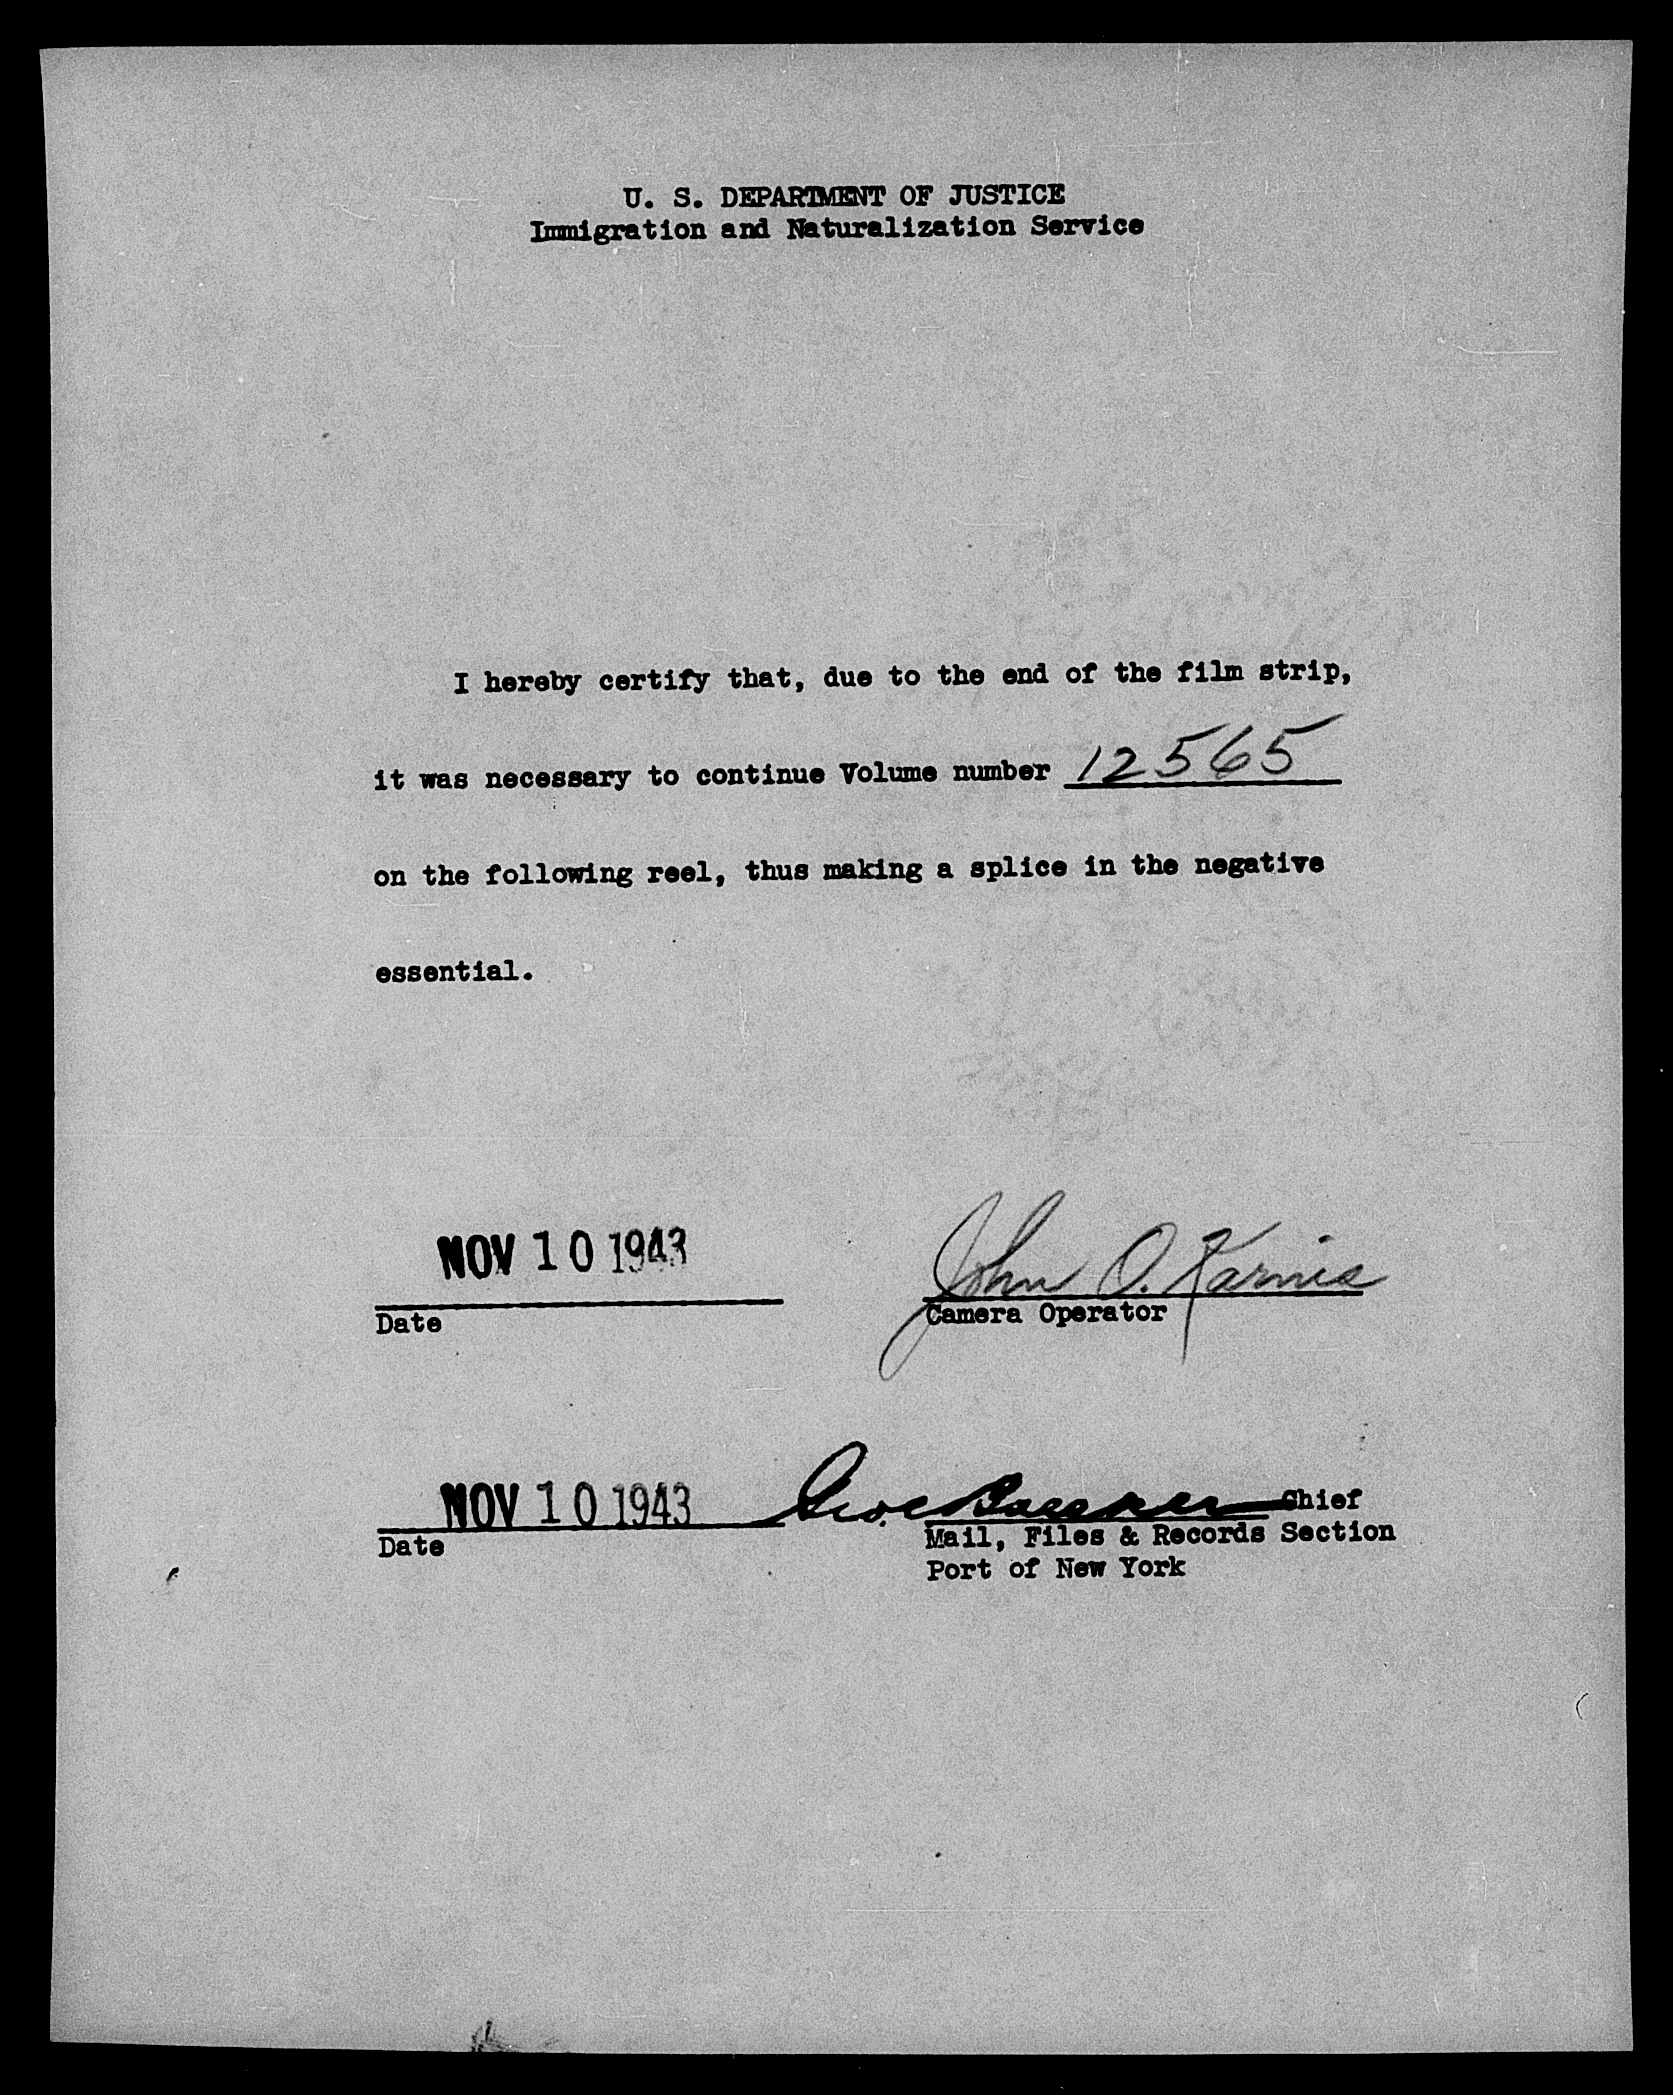 U. S. DEPARTMENT OF JUSTICE
Immigration and Naturalization Service
I hereby certify that, due to the end of the film strip,
it was necessary to continue Volume number 12565
on the following reel, thus making a splice in the negative
essential.
NOV 10 1943 John O. Karnis
Date Camera Operator
NOV 10 1943 Chief
Date Mail, Files & Records Section
Port of New York